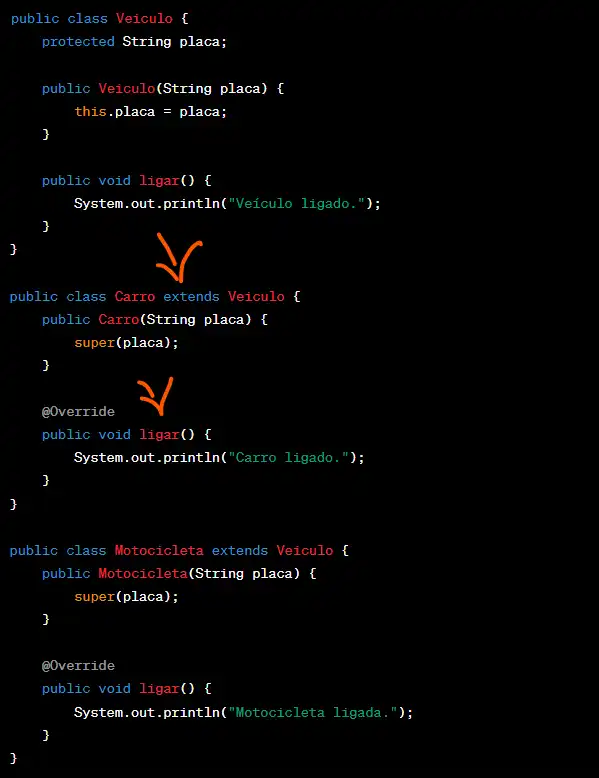 public class Veiculo {
protected String placa;
public Veiculo(String placa) {
this.placa = placa;
}
public void ligar() {
System.out.println("Veículo ligado.");
}
}
public class Carro extends Veiculo {
public Carro(String placa) {
super(placa);
}
@Override
public void ligar() {
System.out.println("Carro ligado.");
}
}
public class Motocicleta extends Veiculo {
public Motocicleta(String placa) {
super(placa);
}
@Override
public void ligar() {
System.out.println("Motocicleta ligada.");
}
}